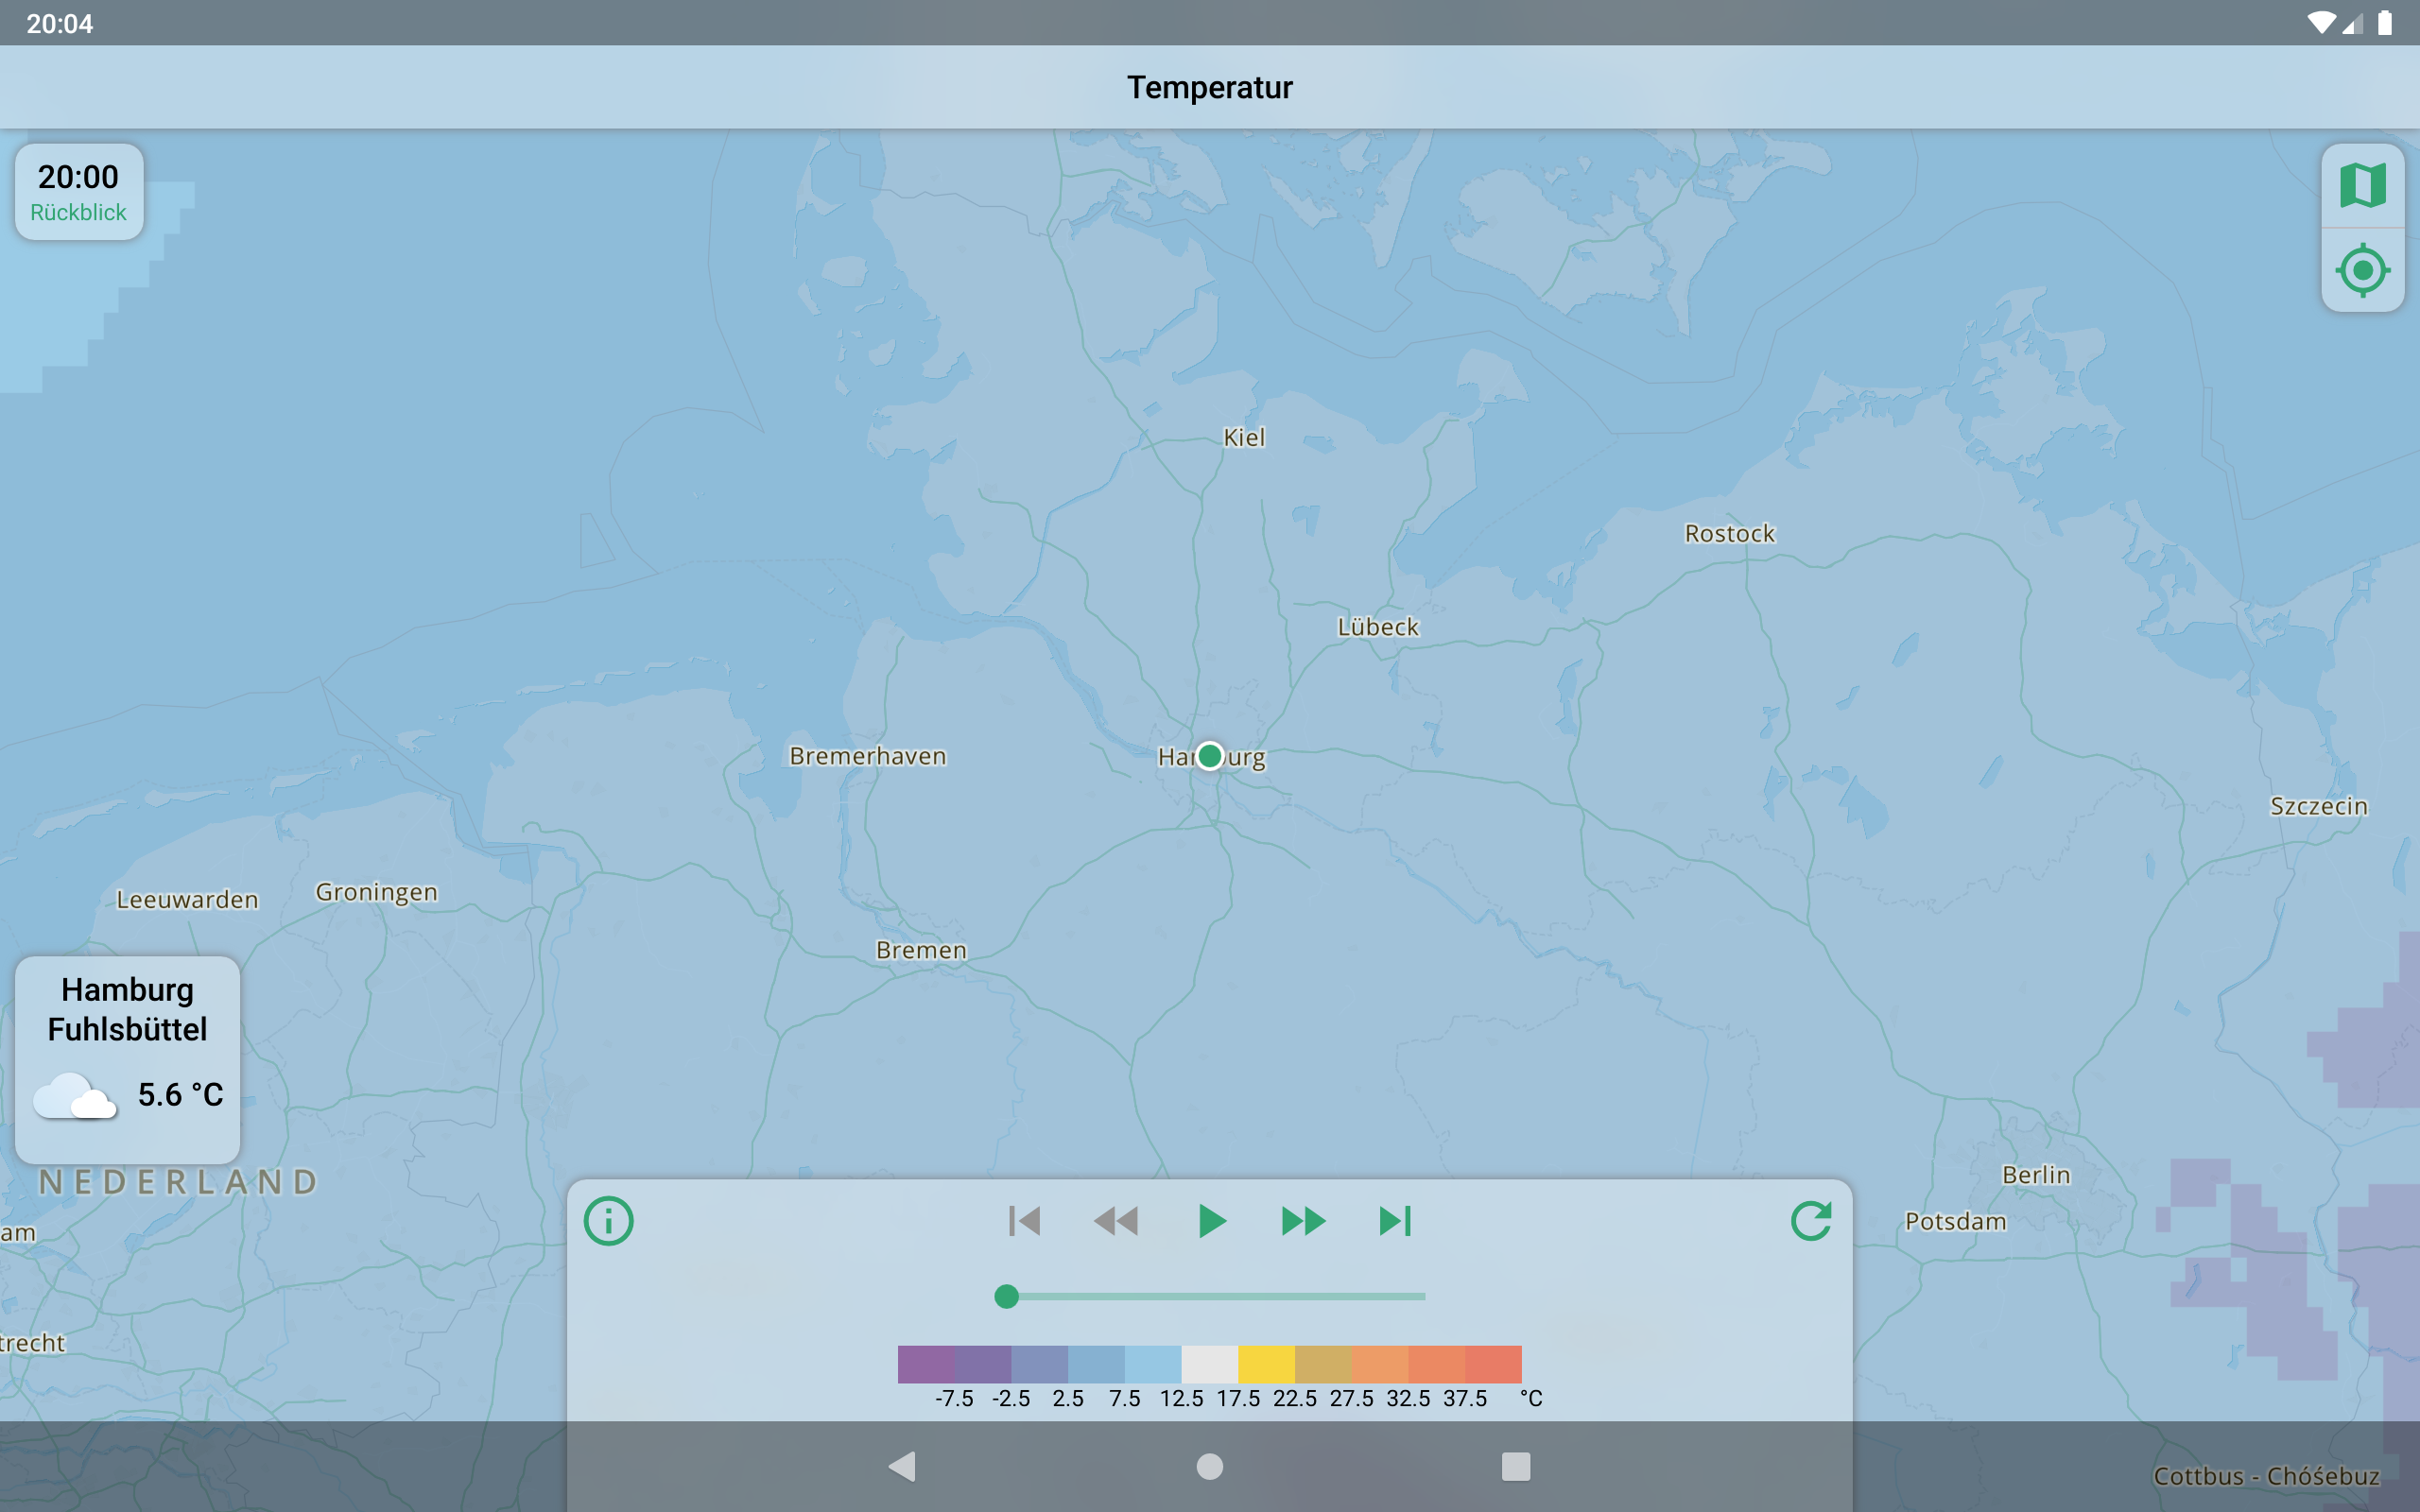 20:04
Temperatur
20:00
Rückblick
Kiel
Rostock
Lübeck
Bremerhaven
Hamburg
Szczecin
Leeuwarden
Groningen
Bremen
Hamburg
Fuhlsbüttel
5.6 °C
NEDERLAND
Berlin
Potsdam
am
trecht
-7.5 -2.5 2.5 7.5 12.5 17.5 22.5 27.5 32.5 37.5 °C
Cottbus - Chóśebuz